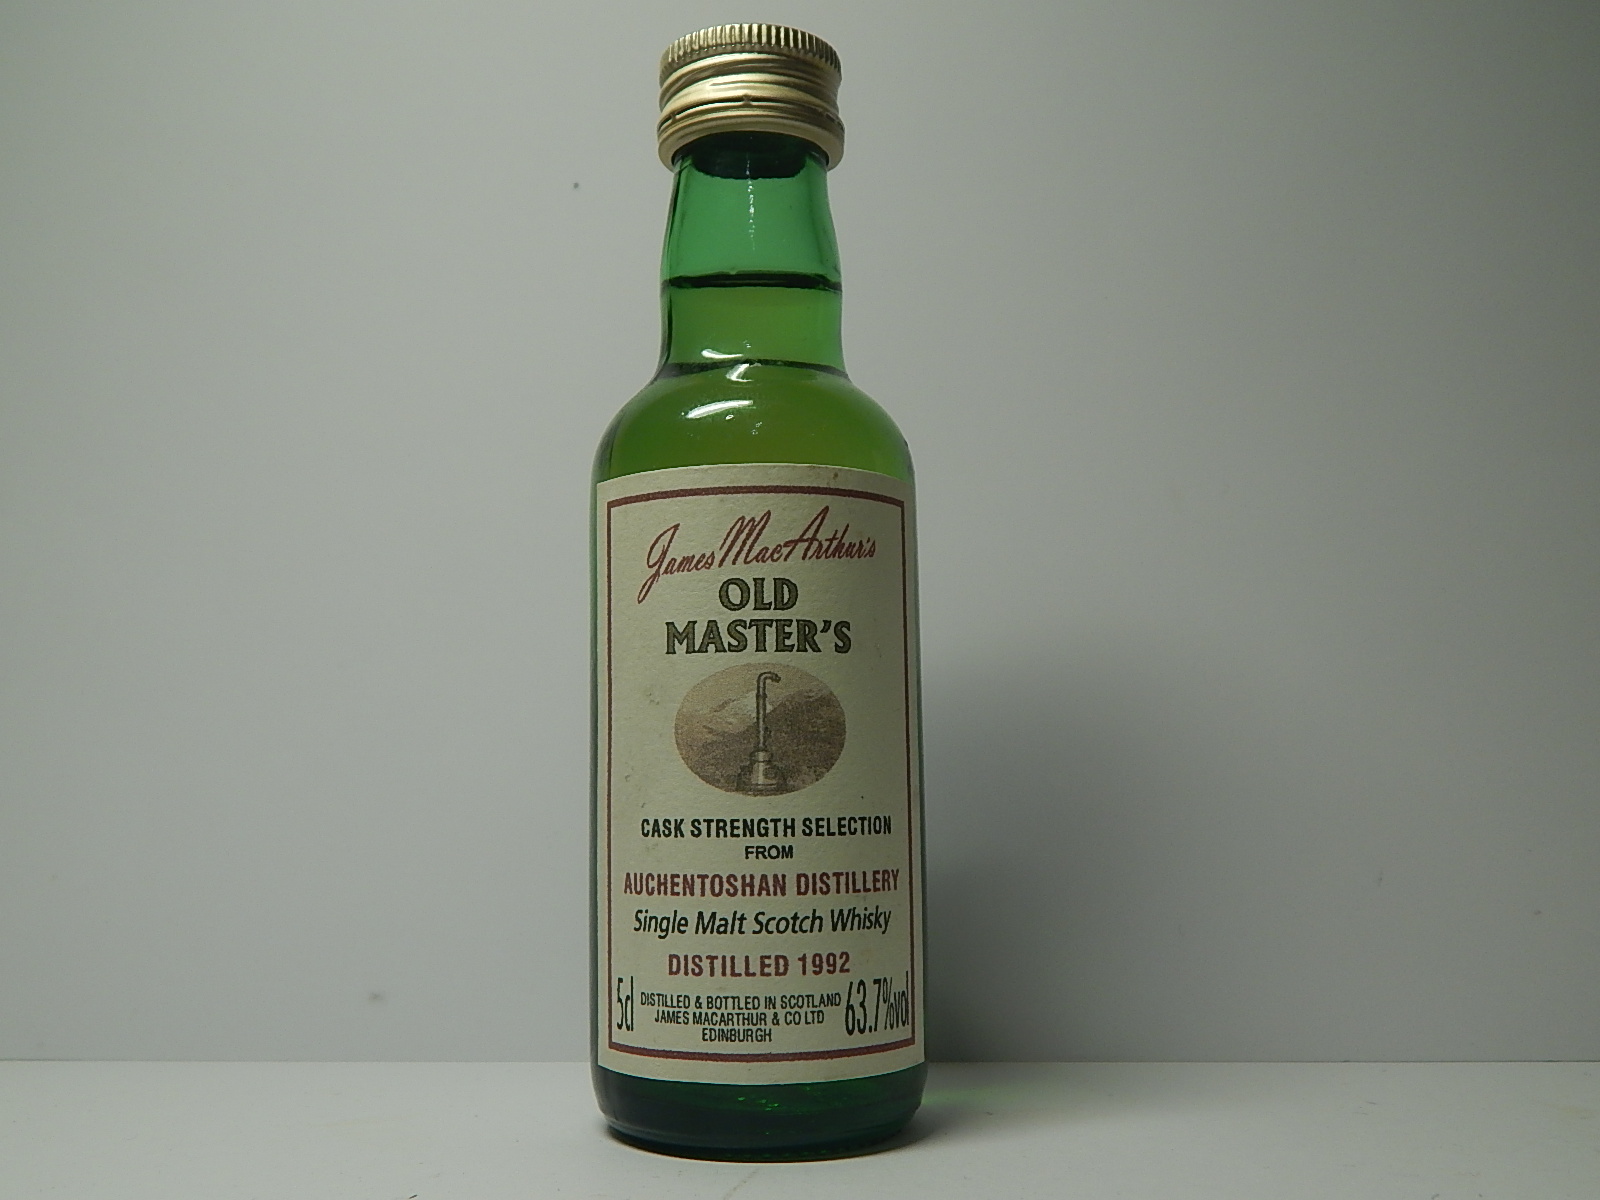 James MacArthur's
OLD
MASTER'S
CASK STRENGTH SELECTION
FROM
AUCHENTOSHAN DISTILLERY
Single Malt Scotch Whisky
DISTILLED 1992
5cl DISTILLED & BOTTLED IN SCOTLAND 63.7%vol
JAMES MACARTHUR & CO LTD
EDINBURGH